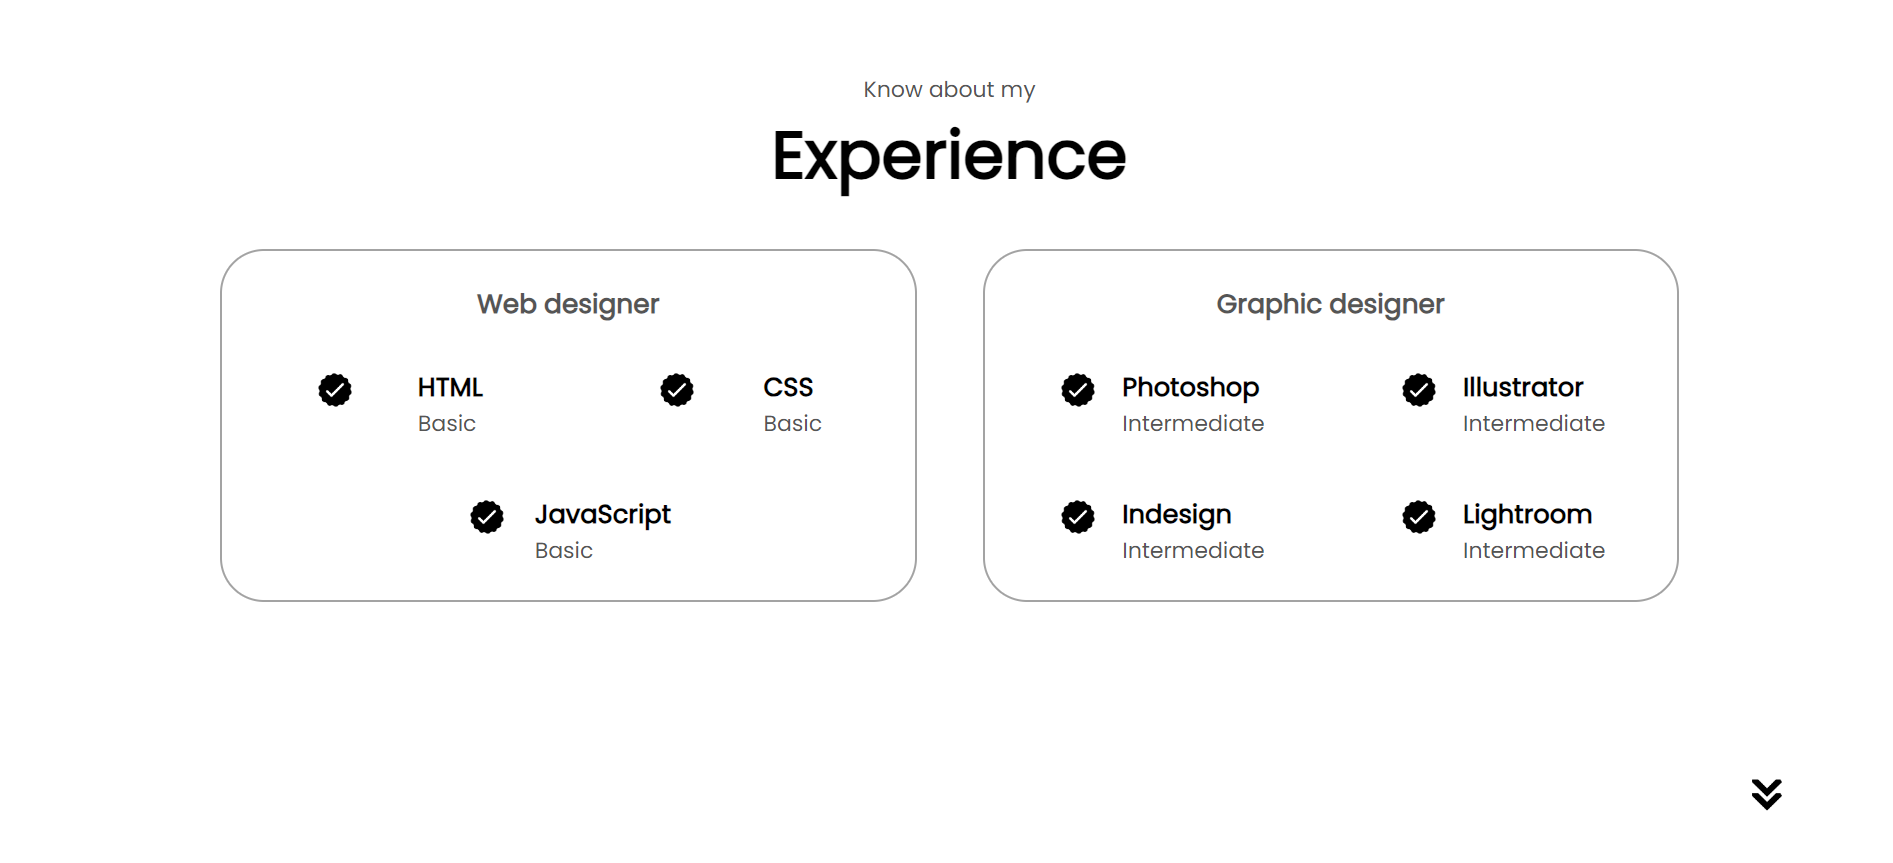 Know about my
Experience
Web designer
HTML
Basic
CSS
Basic
JavaScript
Basic
Graphic designer
Photoshop
Intermediate
Illustrator
Intermediate
Indesign
Intermediate
Lightroom
Intermediate